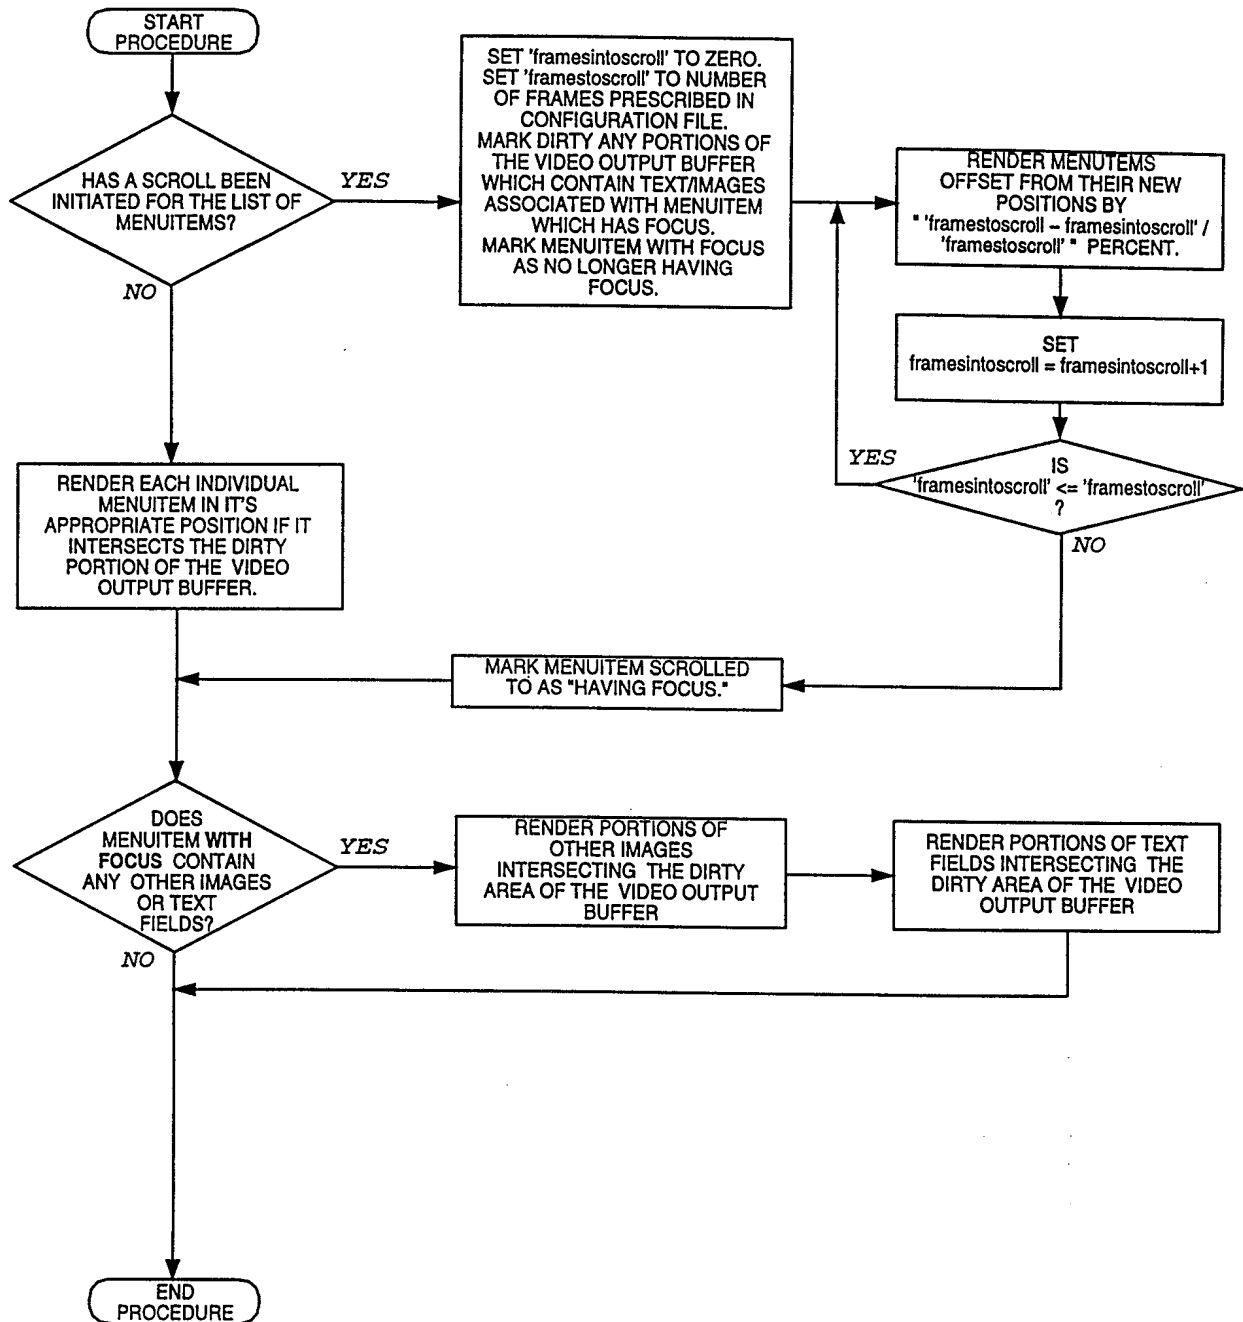 START
PROCEDURE
HAS A SCROLL BEEN
INITIATED FOR THE LIST OF
MENUITEMS?
YES
NO
SET 'framesintoscroll' TO ZERO.
SET 'framestoscroll' TO NUMBER
OF FRAMES PRESCRIBED IN
CONFIGURATION FILE.
MARK DIRTY ANY PORTIONS OF
THE VIDEO OUTPUT BUFFER
WHICH CONTAIN TEXT/IMAGES
ASSOCIATED WITH MENUITEM
WHICH HAS FOCUS.
MARK MENUITEM WITH FOCUS
AS NO LONGER HAVING
FOCUS.
RENDER MENUTEMS
OFFSET FROM THEIR NEW
POSITIONS BY
" 'framestoscroll – framesintoscroll' /
'framestoscroll' " PERCENT.
SET
framesintoscroll = framesintoscroll+1
YES
IS
'framesintoscroll' <= 'framestoscroll'
?
NO
RENDER EACH INDIVIDUAL
MENUITEM IN IT'S
APPROPRIATE POSITION IF IT
INTERSECTS THE DIRTY
PORTION OF THE VIDEO
OUTPUT BUFFER.
MARK MENUITEM SCROLLED
TO AS "HAVING FOCUS."
DOES
MENUITEM WITH
FOCUS CONTAIN
ANY OTHER IMAGES
OR TEXT
FIELDS?
YES
NO
RENDER PORTIONS OF
OTHER IMAGES
INTERSECTING THE DIRTY
AREA OF THE VIDEO OUTPUT
BUFFER
RENDER PORTIONS OF TEXT
FIELDS INTERSECTING THE
DIRTY AREA OF THE VIDEO
OUTPUT BUFFER
END
PROCEDURE